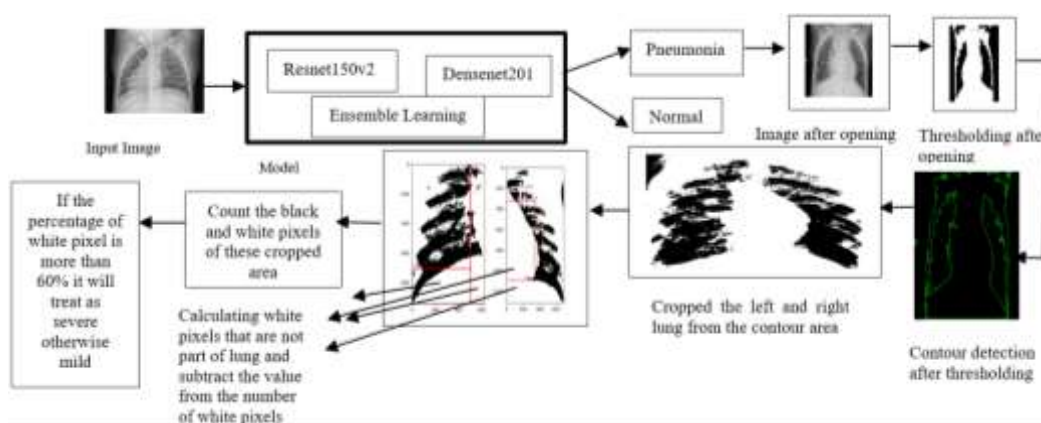 Resnet150v2
Densenet201
Ensemble Learning
Pneumonia
Normal
Input Image
Model
Image after opening
Thresholding after
opening
If the
percentage of
white pixel is
more than
60% it will
treat as
severe
otherwise
mild
Count the black
and white pixels
of these cropped
area
Calculating white
pixels that are not
part of lung and
subtract the value
from the number
of white pixels
Cropped the left and right
lung from the contour area
Contour detection
after thresholding